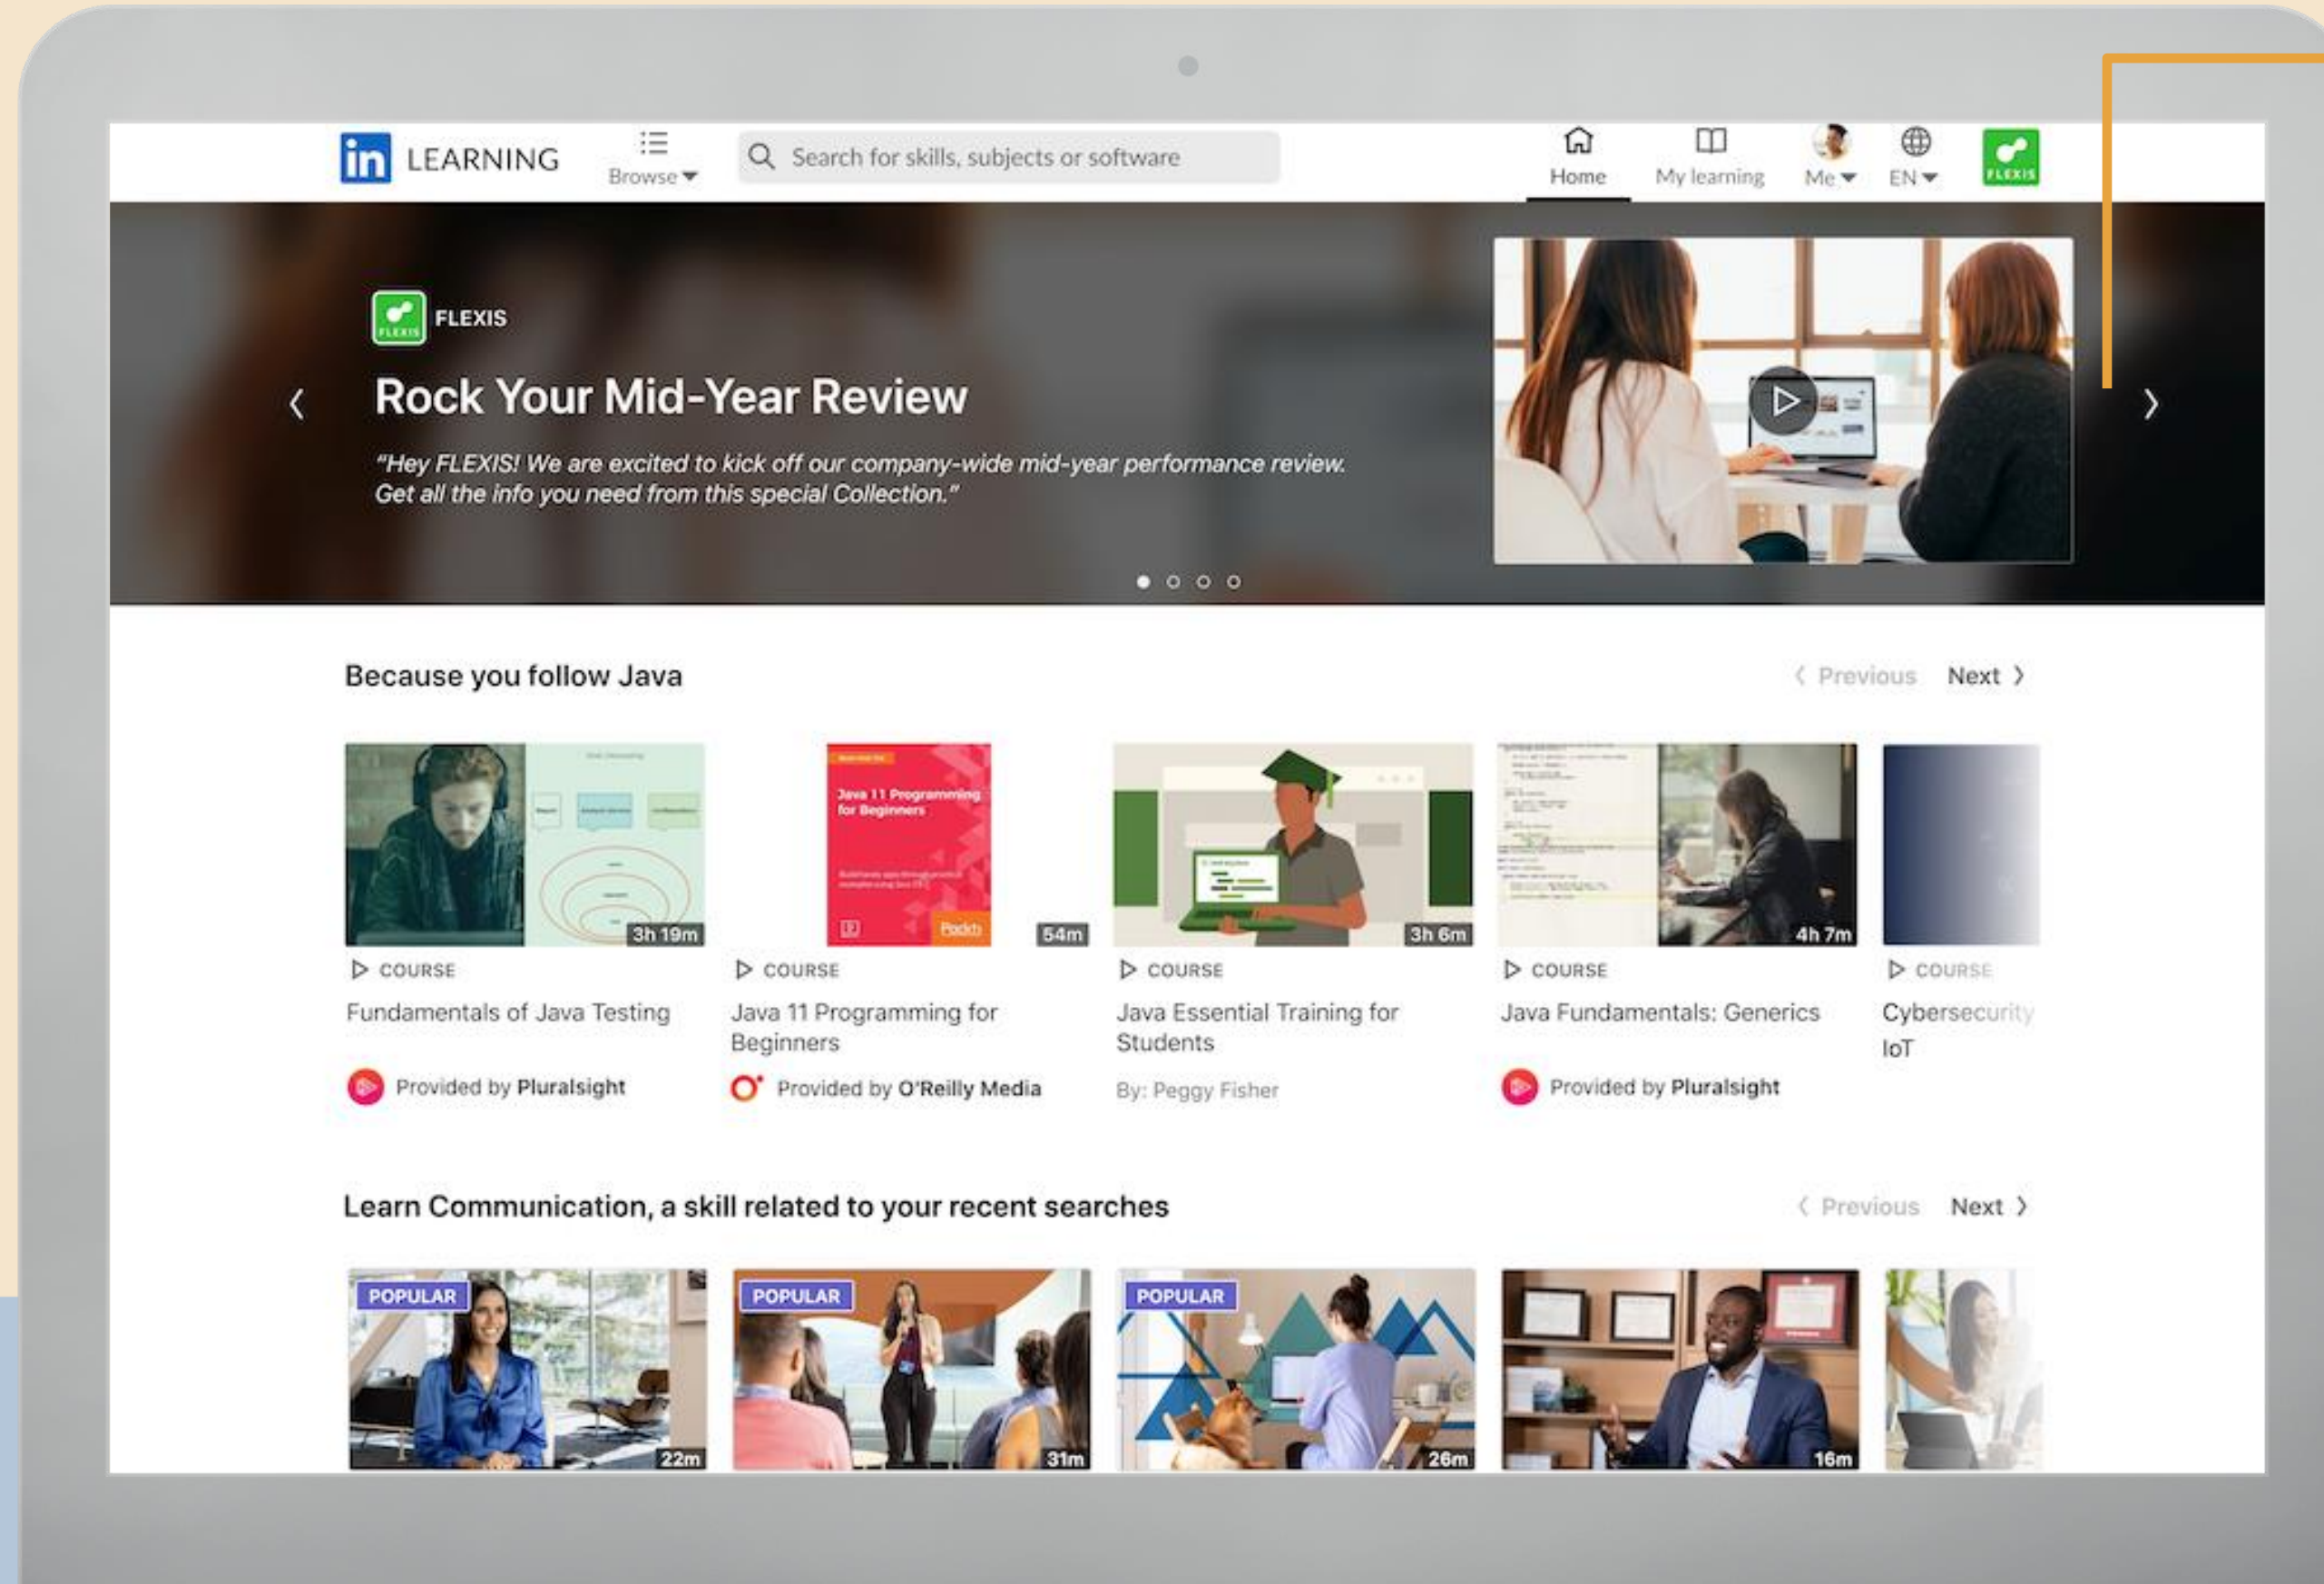 in LEARNING
Browse
Search for skills, subjects or software
Home
My learning
Me
EN
FLEXIS
FLEXIS
FLEXIS
Rock Your Mid-Year Review
“Hey FLEXIS! We are excited to kick off our company-wide mid-year performance review.
Get all the info you need from this special Collection.”
Because you follow Java
Previous
Next
Java 11 Programming
for Beginners
Packt
3h 19m
54m
3h 6m
4h 7m
COURSE
Fundamentals of Java Testing
Provided by Pluralsight
COURSE
Java 11 Programming for
Beginners
Provided by O'Reilly Media
COURSE
Java Essential Training for
Students
By: Peggy Fisher
COURSE
Java Fundamentals: Generics
Provided by Pluralsight
COURSE
Cybersecurity
IoT
Learn Communication, a skill related to your recent searches
Previous
Next
POPULAR
22m
POPULAR
31m
POPULAR
26m
16m